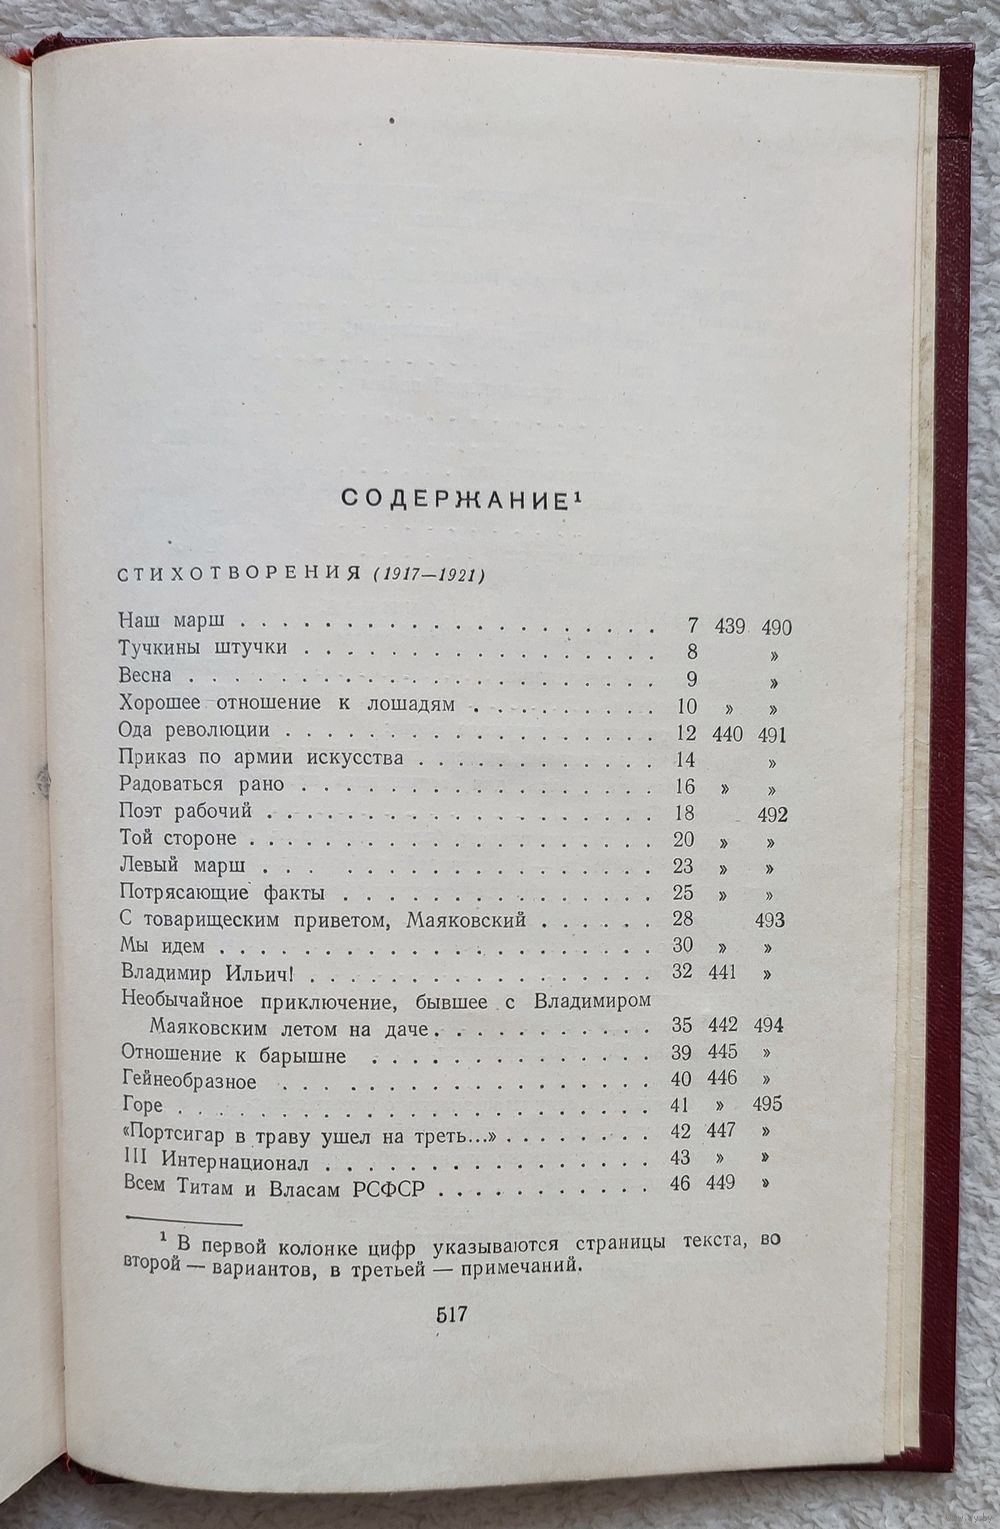 СОДЕРЖАНИЕ¹
СТИХОТВОРЕНИЯ (1917—1921)
Наш марш . . . . . . . . . . . . . . . . . . . . 7 439 490
Тучкины штучки . . . . . . . . . . . . . . . . . 8 »
Весна . . . . . . . . . . . . . . . . . . . . . . 9 »
Хорошее отношение к лошадям . . . . . . . . . 10 » »
Ода революции . . . . . . . . . . . . . . . . . 12 440 491
Приказ по армии искусства . . . . . . . . . . . 14 »
Радоваться рано . . . . . . . . . . . . . . . . . 16 » »
Поэт рабочий . . . . . . . . . . . . . . . . . . 18 492
Той стороне . . . . . . . . . . . . . . . . . . . 20 » »
Левый марш . . . . . . . . . . . . . . . . . . 23 » »
Потрясающие факты . . . . . . . . . . . . . . . 25 » »
С товарищеским приветом, Маяковский . . . . . . 28 493
Мы идем . . . . . . . . . . . . . . . . . . . . 30 » »
Владимир Ильич! . . . . . . . . . . . . . . . . 32 441 »
Необычайное приключение, бывшее с Владимиром
Маяковским летом на даче . . . . . . . . . . . 35 442 494
Отношение к барышне . . . . . . . . . . . . . . 39 445 »
Гейнеобразное . . . . . . . . . . . . . . . . . 40 446 »
Горе . . . . . . . . . . . . . . . . . . . . . . 41 » 495
«Портсигар в траву ушел на треть...» . . . . . . . . 42 447 »
III Интернационал . . . . . . . . . . . . . . . . 43 » »
Всем Титам и Власам РСФСР . . . . . . . . . . . 46 449 »
¹ В первой колонке цифр указываются страницы текста, во
второй — вариантов, в третьей — примечаний.
517